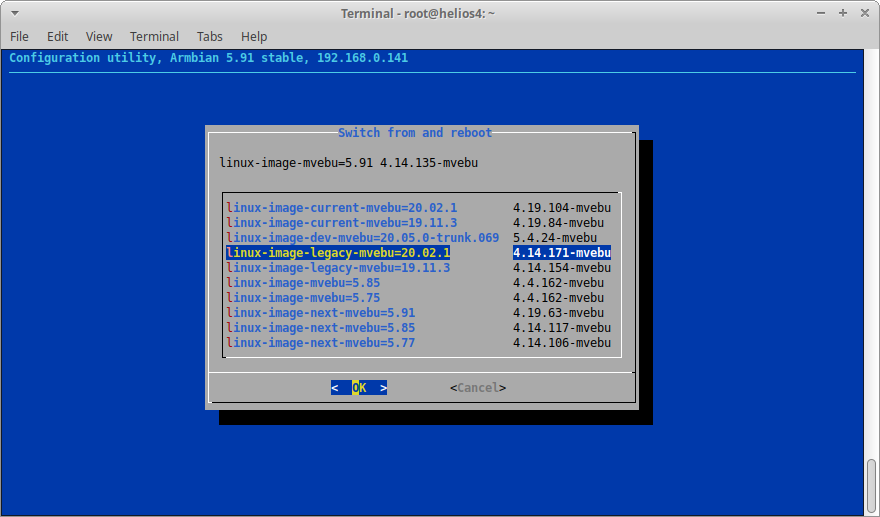 Terminal - root@helios4: ~
File Edit View Terminal Tabs Help
Configuration utility, Armbian 5.91 stable, 192.168.0.141
Switch from and reboot
linux-image-mvebu=5.91 4.14.135-mvebu
linux-image-current-mvebu=20.02.1 4.19.104-mvebu
linux-image-current-mvebu=19.11.3 4.19.84-mvebu
linux-image-dev-mvebu=20.05.0-trunk.069 5.4.24-mvebu
linux-image-legacy-mvebu=20.02.1 4.14.171-mvebu
linux-image-legacy-mvebu=19.11.3 4.14.154-mvebu
linux-image-mvebu=5.85 4.4.162-mvebu
linux-image-mvebu=5.75 4.4.162-mvebu
linux-image-next-mvebu=5.91 4.19.63-mvebu
linux-image-next-mvebu=5.85 4.14.117-mvebu
linux-image-next-mvebu=5.77 4.14.106-mvebu
< OK > <Cancel>